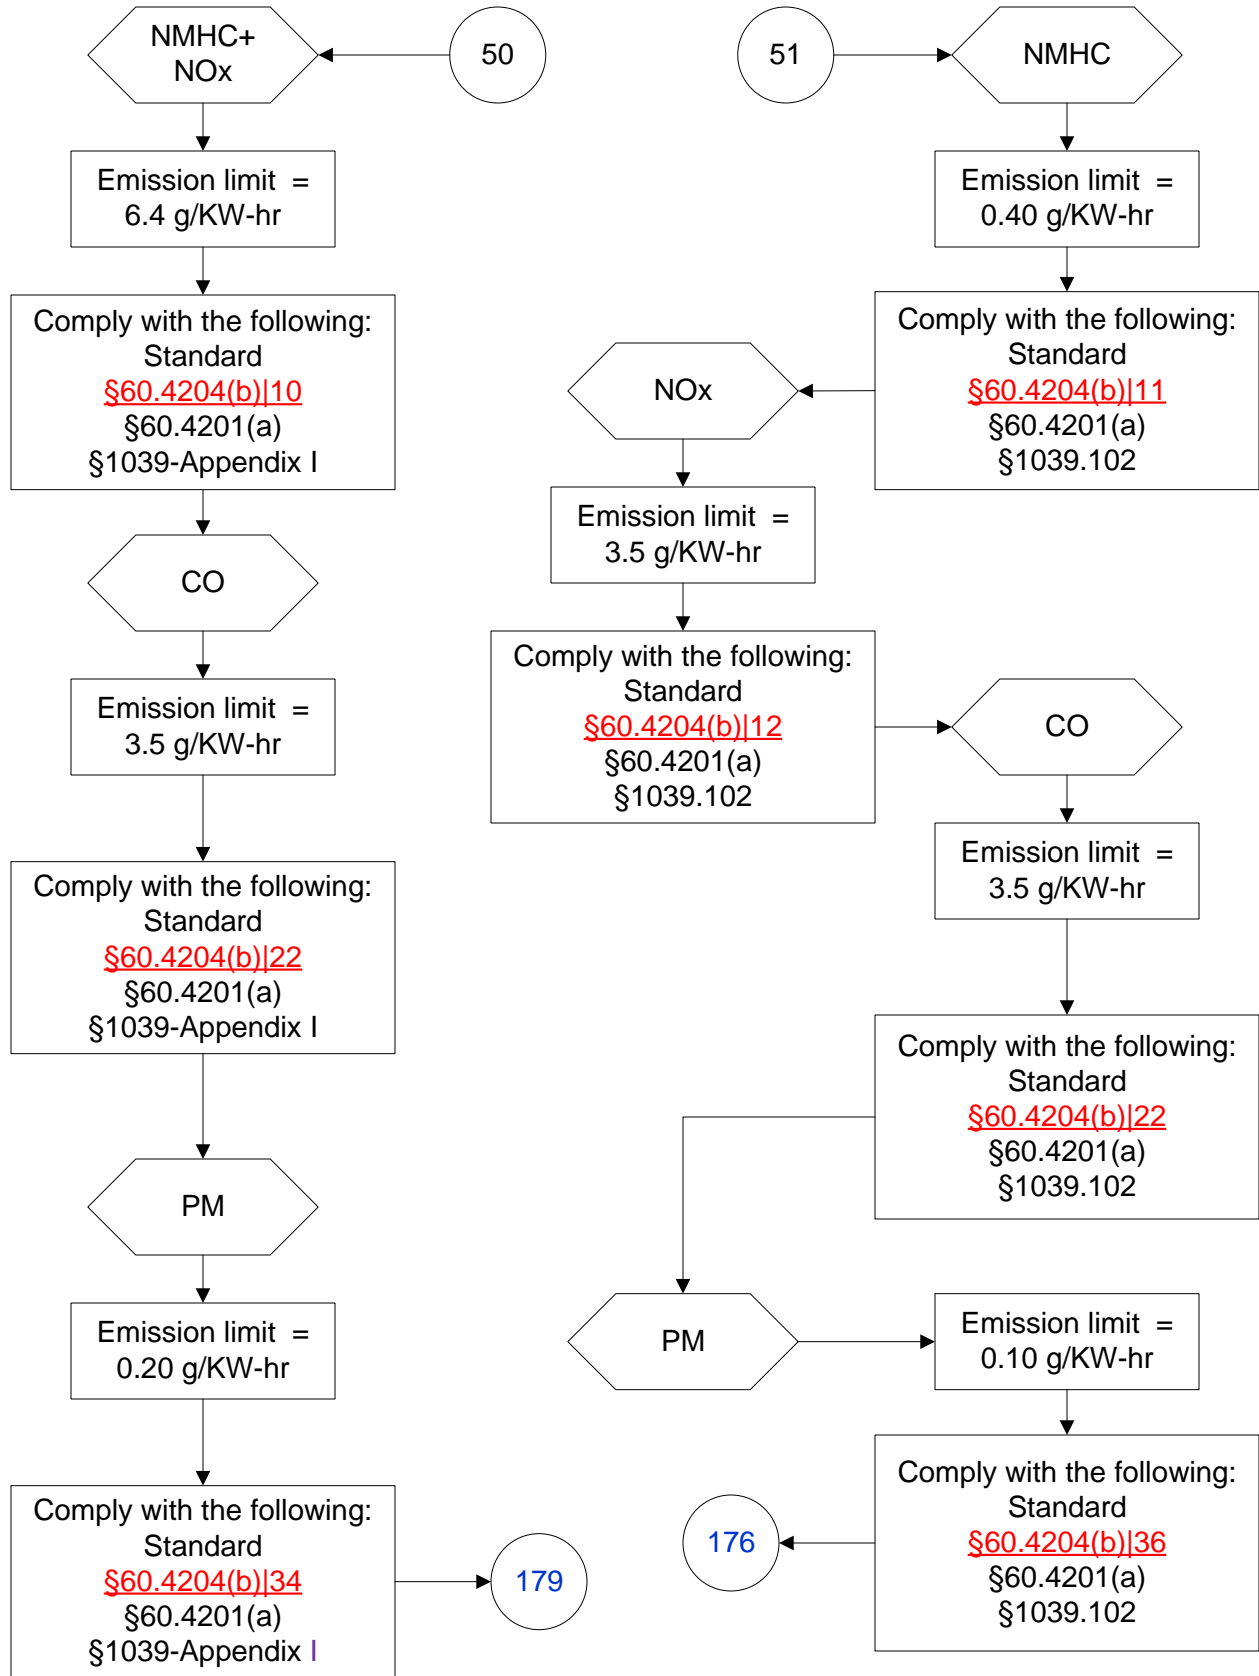 50
NMHC+
NOx
Emission limit  =
6.4 g/KW-hr
Comply with the following:
Standard
§60.4204(b)|10
§60.4201(a)
§1039-Appendix I
CO
Emission limit  =
3.5 g/KW-hr
Comply with the following:
Standard
§60.4204(b)|22
§60.4201(a)
§1039-Appendix I
PM
Emission limit  =
0.20 g/KW-hr
Comply with the following:
Standard
§60.4204(b)|34
§60.4201(a)
§1039-Appendix I
179
51
NMHC
Emission limit  =
0.40 g/KW-hr
Comply with the following:
Standard
§60.4204(b)|11
§60.4201(a)
§1039.102
NOx
Emission limit  =
3.5 g/KW-hr
Comply with the following:
Standard
§60.4204(b)|12
§60.4201(a)
§1039.102
CO
Emission limit  =
3.5 g/KW-hr
Comply with the following:
Standard
§60.4204(b)|22
§60.4201(a)
§1039.102
PM
Emission limit  =
0.10 g/KW-hr
Comply with the following:
Standard
§60.4204(b)|36
§60.4201(a)
§1039.102
176